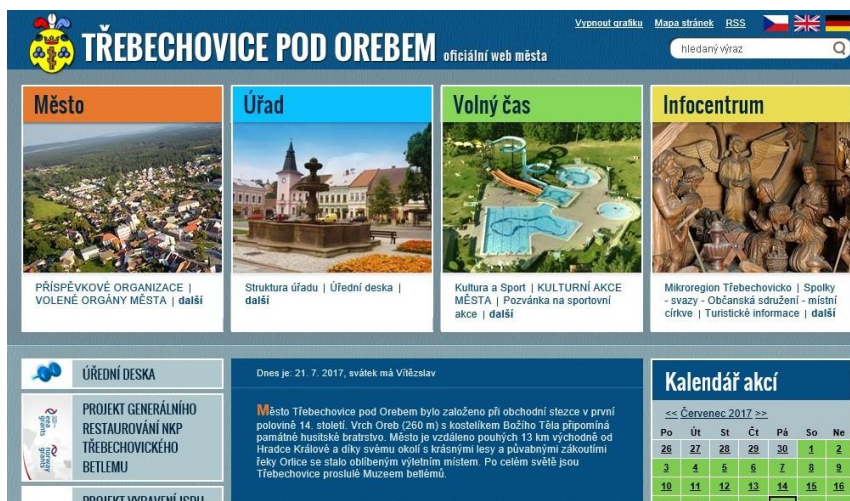 Vypnout grafiku Mapa stránek RSS
TŘEBECHOVICE POD OREBEM oficiální web města
hledaný výraz
Město
PŘÍSPĚVKOVÉ ORGANIZACE |
VOLENÉ ORGÁNY MĚSTA | další
Úřad
Struktura úřadu | Úřední deska |
další
Volný čas
Kultura a Sport | KULTURNÍ AKCE
MĚSTA | Pozvánka na sportovní
akce | další
Infocentrum
Mikroregion Třebechovicko | Spolky
- svazy - Občanská sdružení - místní
církve | Turistické informace | další
ÚŘEDNÍ DESKA
eea grants
norway grants
PROJEKT GENERÁLNÍHO
RESTAUROVÁNÍ NKP
TŘEBECHOVICKÉHO
BETLEMU
PROJEKT VYBAVENÍ JSDU
Dnes je: 21. 7. 2017, svátek má Vítězslav
Město Třebechovice pod Orebem bylo založeno při obchodní stezce v první
polovině 14. století. Vrch Oreb (260 m) s kostelíkem Božího Těla připomíná
památné husitské bratrstvo. Město je vzdáleno pouhých 13 km východně od
Hradce Králové a díky svému okolí s krásnými lesy a půvabnými zákoutími
řeky Orlice se stalo oblíbeným výletním místem. Po celém světě jsou
Třebechovice proslulé Muzeem betlémů.
Kalendář akcí
<< Červenec 2017 >>
Po Út St Čt Pá So Ne
26 27 28 29 30 1 2
3 4 5 6 7 8 9
10 11 12 13 14 15 16